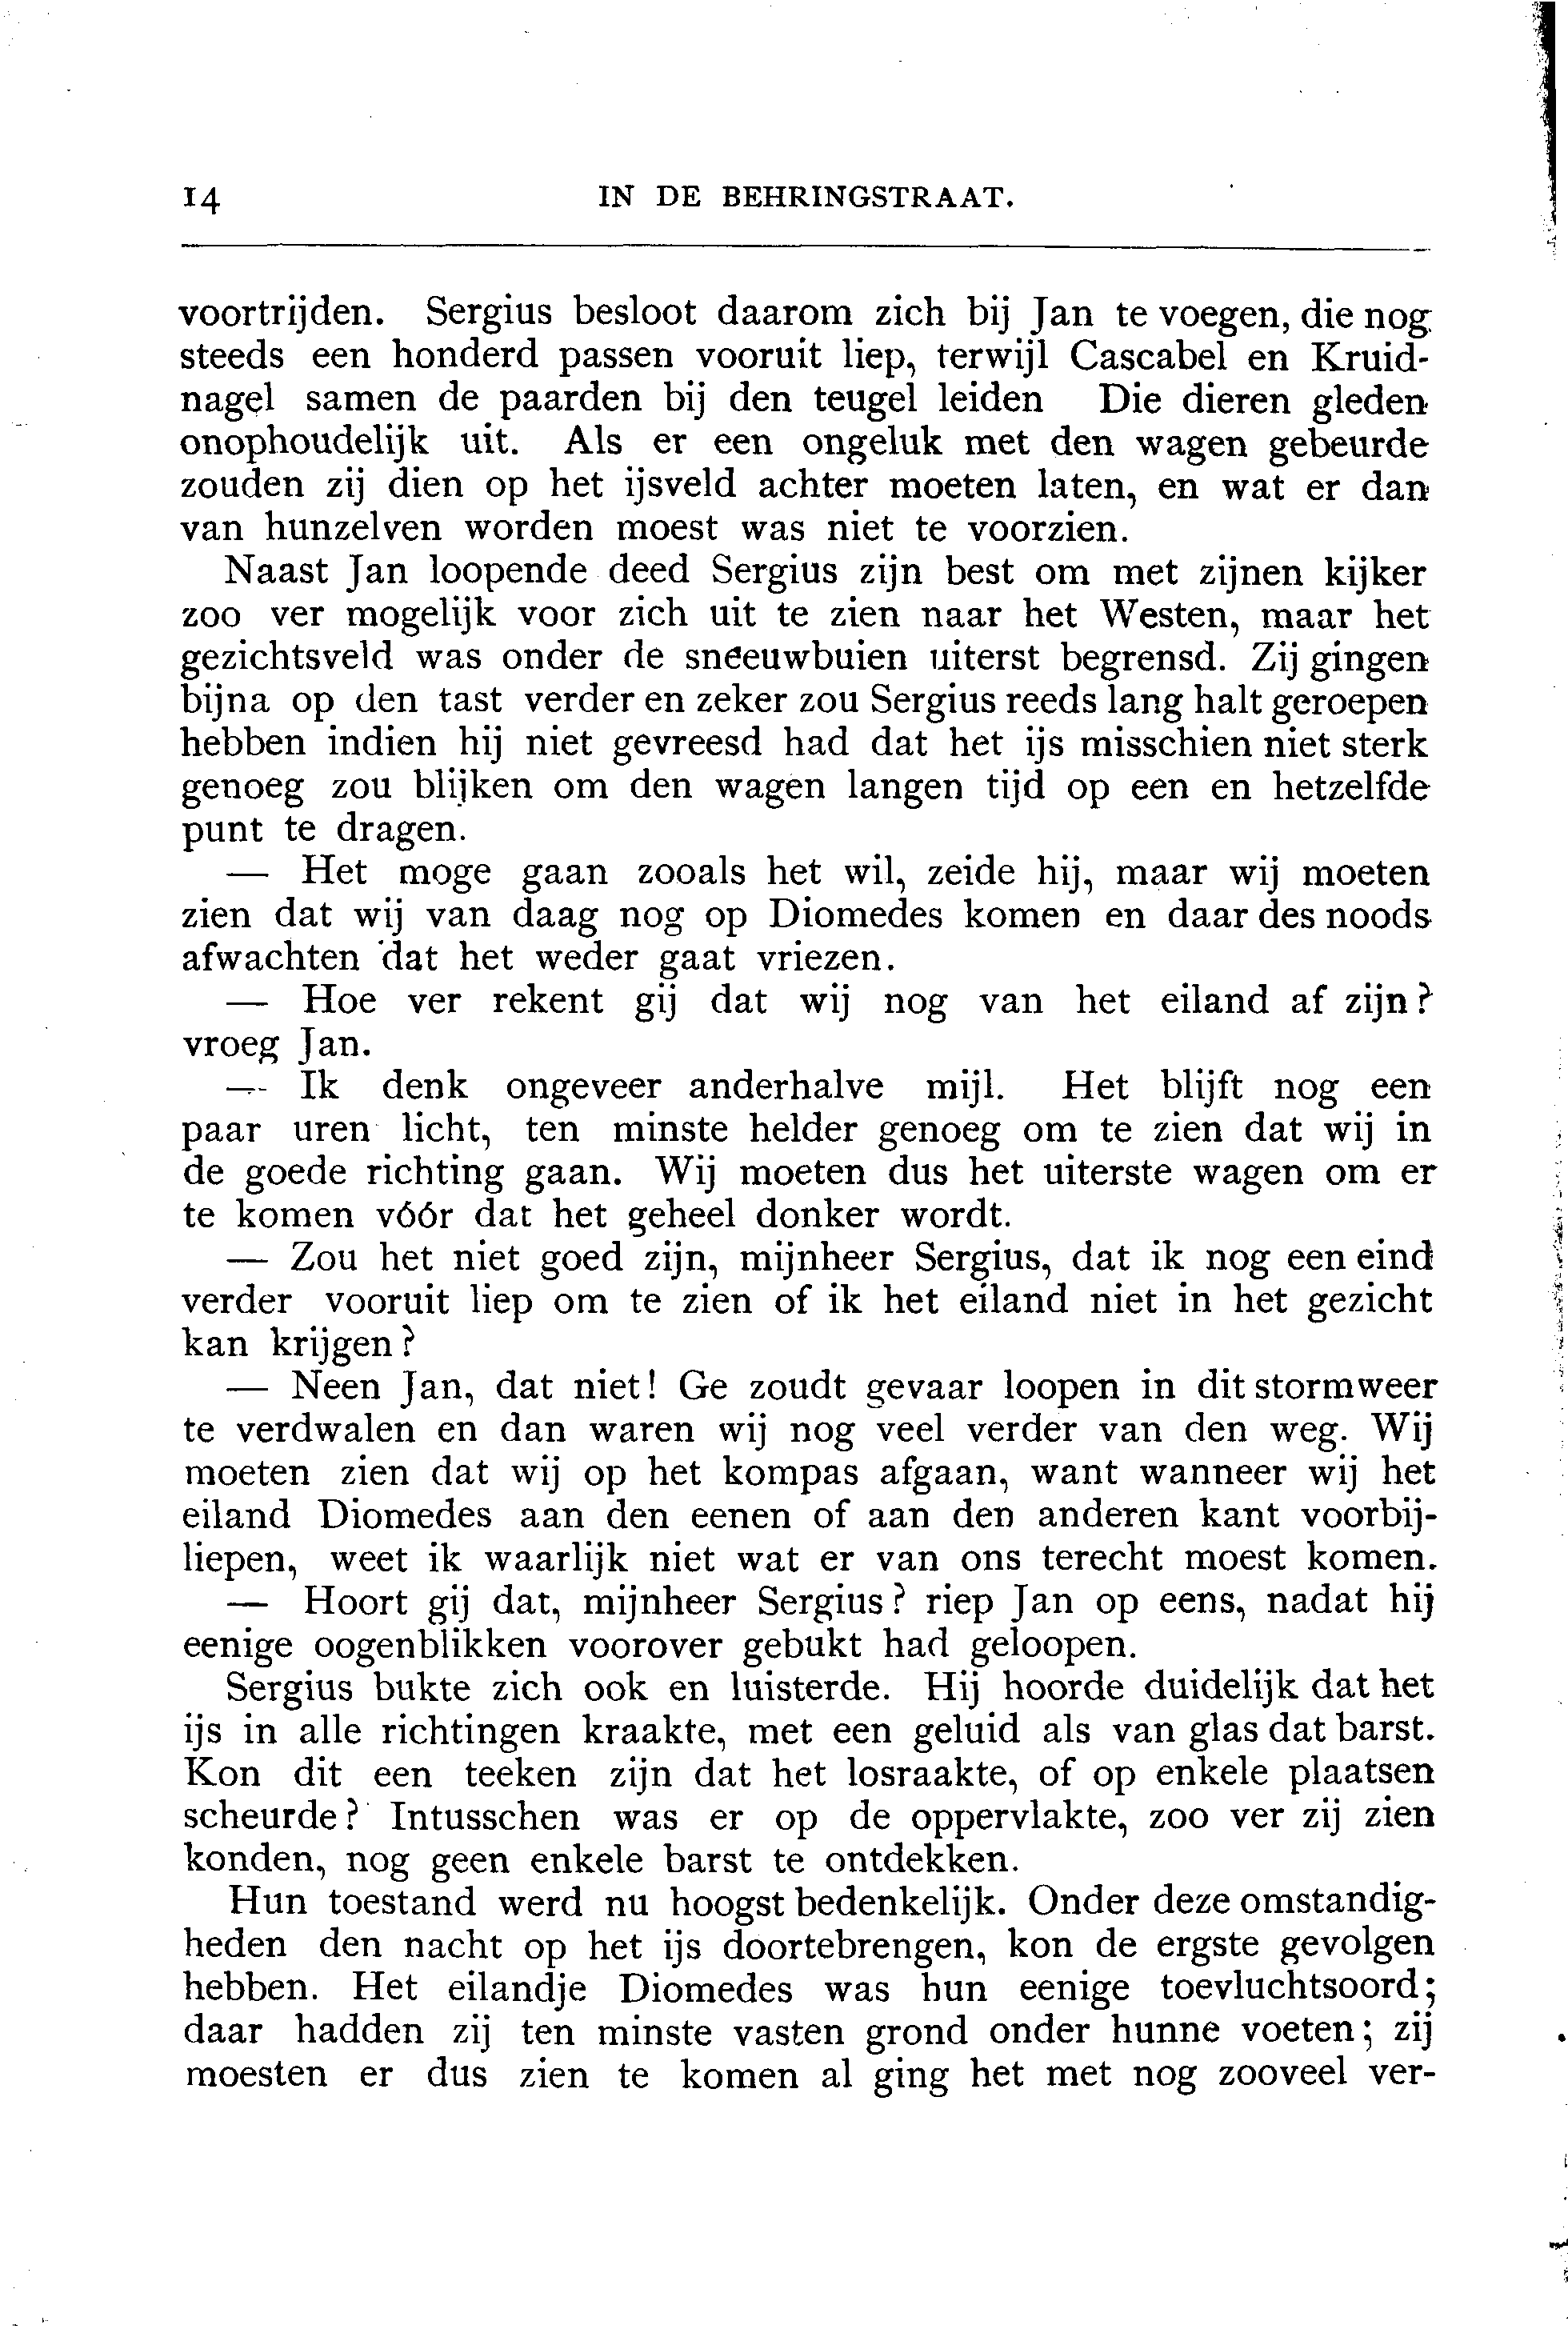 14 IN DE BEHRINGSTRAAT.
voortrijden. Sergius besloot daarom zich bij Jan te voegen, die nog
steeds een honderd passen vooruit liep, terwijl Cascabel en Kruid-
nagel samen de paarden bij den teugel leiden Die dieren gleden
onophoudelijk uit. Als er een ongeluk met den wagen gebeurde
zouden zij dien op het ijsveld achter moeten laten, en wat er dan
van hunzelven worden moest was niet te voorzien.
Naast Jan loopende deed Sergius zijn best om met zijnen kijker
zoo ver mogelijk voor zich uit te zien naar het Westen, maar het
gezichtsveld was onder de sneeuwbuien uiterst begrensd. Zij gingen
bijna op den tast verder en zeker zou Sergius reeds lang halt geroepen
hebben indien hij niet gevreesd had dat het ijs misschien niet sterk
genoeg zou blijken om den wagen langen tijd op een en hetzelfde
punt te dragen.
— Het moge gaan zooals het wil, zeide hij, maar wij moeten
zien dat wij van daag nog op Diomedes komen en daar des noods
afwachten dat het weder gaat vriezen.
— Hoe ver rekent gij dat wij nog van het eiland af zijn?
vroeg Jan.
— Ik denk ongeveer anderhalve mijl. Het blijft nog een
paar uren licht, ten minste helder genoeg om te zien dat wij in
de goede richting gaan. Wij moeten dus het uiterste wagen om er
te komen vóór dat het geheel donker wordt.
— Zou het niet goed zijn, mijnheer Sergius, dat ik nog een eind
verder vooruit liep om te zien of ik het eiland niet in het gezicht
kan krijgen?
— Neen Jan, dat niet! Ge zoudt gevaar loopen in dit stormweer
te verdwalen en dan waren wij nog veel verder van den weg. Wij
moeten zien dat wij op het kompas afgaan, want wanneer wij het
eiland Diomedes aan den eenen of aan den anderen kant voorbij-
liepen, weet ik waarlijk niet wat er van ons terecht moest komen.
— Hoort gij dat, mijnheer Sergius? riep Jan op eens, nadat hij
eenige oogenblikken voorover gebukt had geloopen.
Sergius bukte zich ook en luisterde. Hij hoorde duidelijk dat het
ijs in alle richtingen kraakte, met een geluid als van glas dat barst.
Kon dit een teeken zijn dat het losraakte, of op enkele plaatsen
scheurde? Intusschen was er op de oppervlakte, zoo ver zij zien
konden, nog geen enkele barst te ontdekken.
Hun toestand werd nu hoogst bedenkelijk. Onder deze omstandig-
heden den nacht op het ijs doortebrengen, kon de ergste gevolgen
hebben. Het eilandje Diomedes was hun eenige toevluchtsoord;
daar hadden zij ten minste vasten grond onder hunne voeten; zij
moesten er dus zien te komen al ging het met nog zooveel ver-